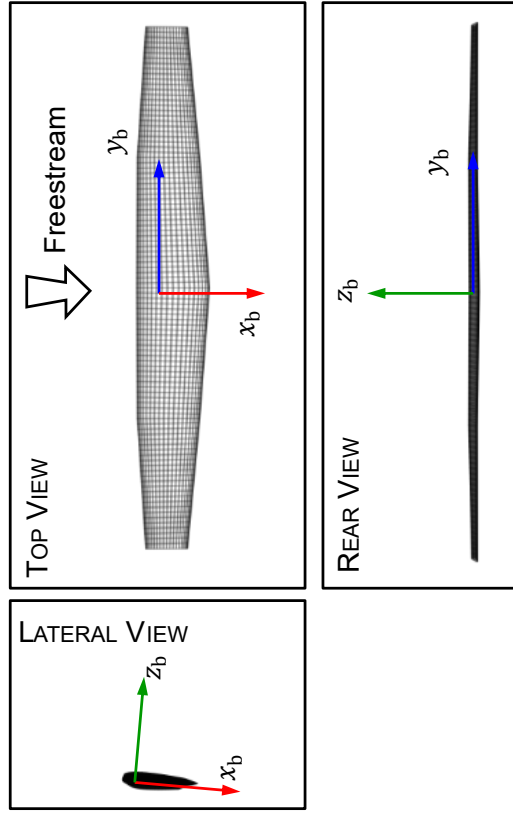 TOP VIEW
Freestream
y_b
x_b
REAR VIEW
z_b
y_b
LATERAL VIEW
z_b
x_b